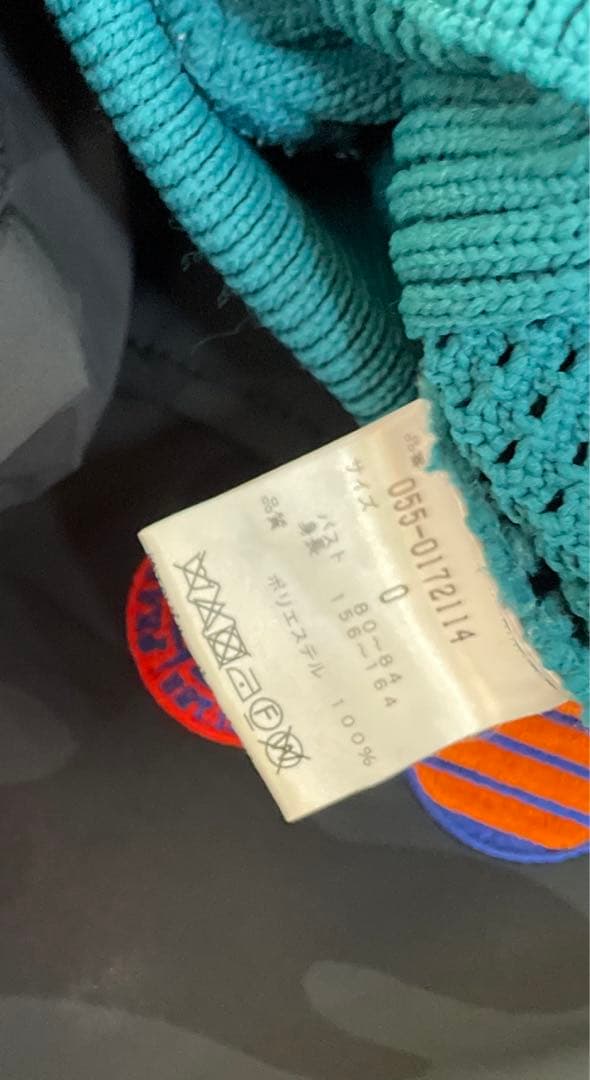 品番 055-0172114
サイズ 0
バスト 80~84
身長 156~164
品質 ポリエステル 100%
F
W